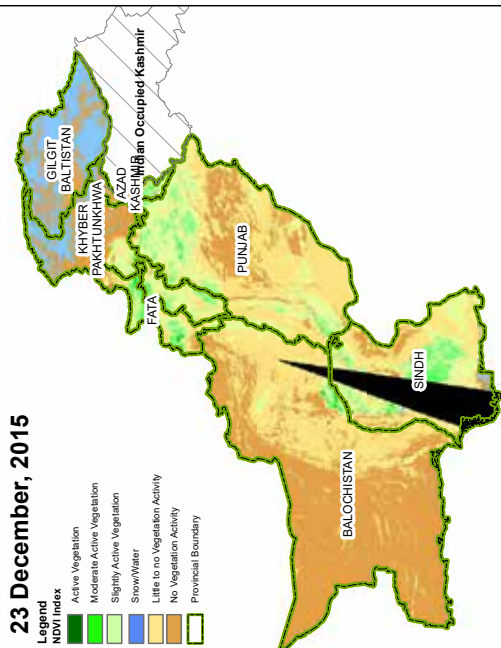 23 December, 2015
Legend
NDVI Index
Active Vegetation
Moderate Active Vegetation
Slightly Active Vegetation
Snow/Water
Little to no Vegetation Activity
No Vegetation Activity
Provincial Boundary
GILGIT
BALTISTAN
KHYBER
PAKHTUNKHWA
AZAD
KASHMIR
Indian Occupied Kashmir
FATA
PUNJAB
SINDH
BALOCHISTAN